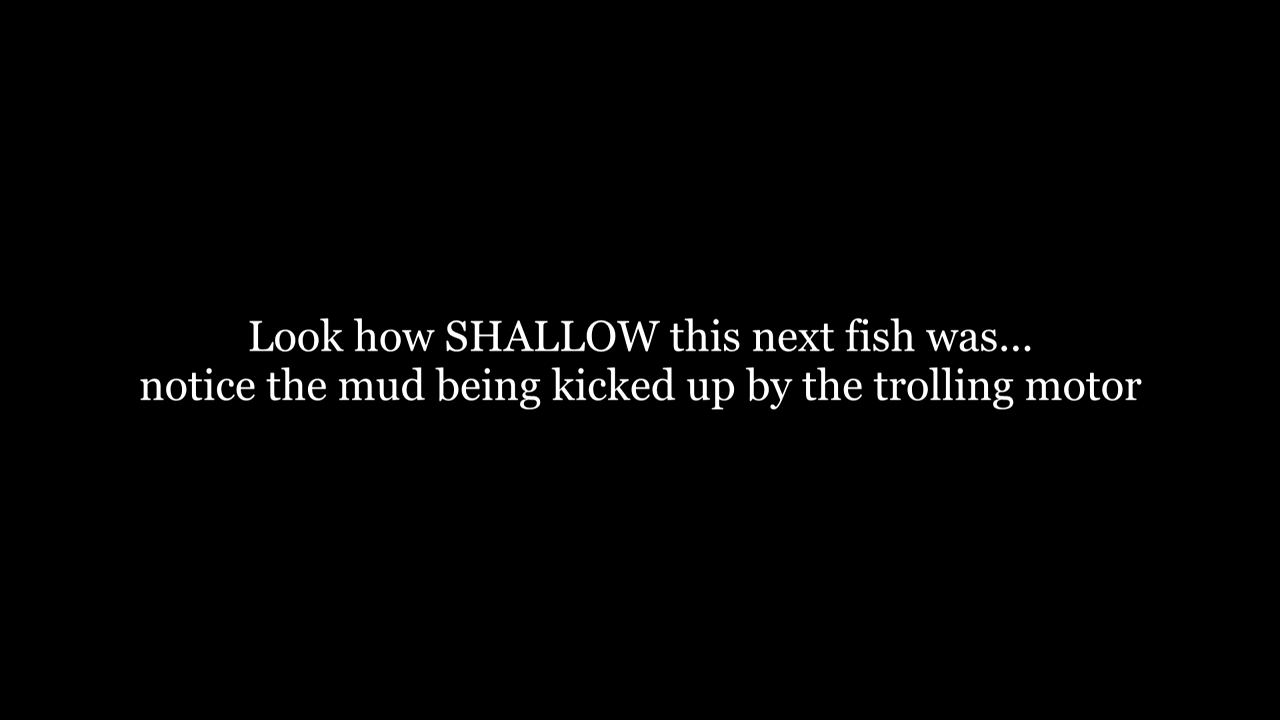 Look how SHALLOW this next fish was...
notice the mud being kicked up by the trolling motor